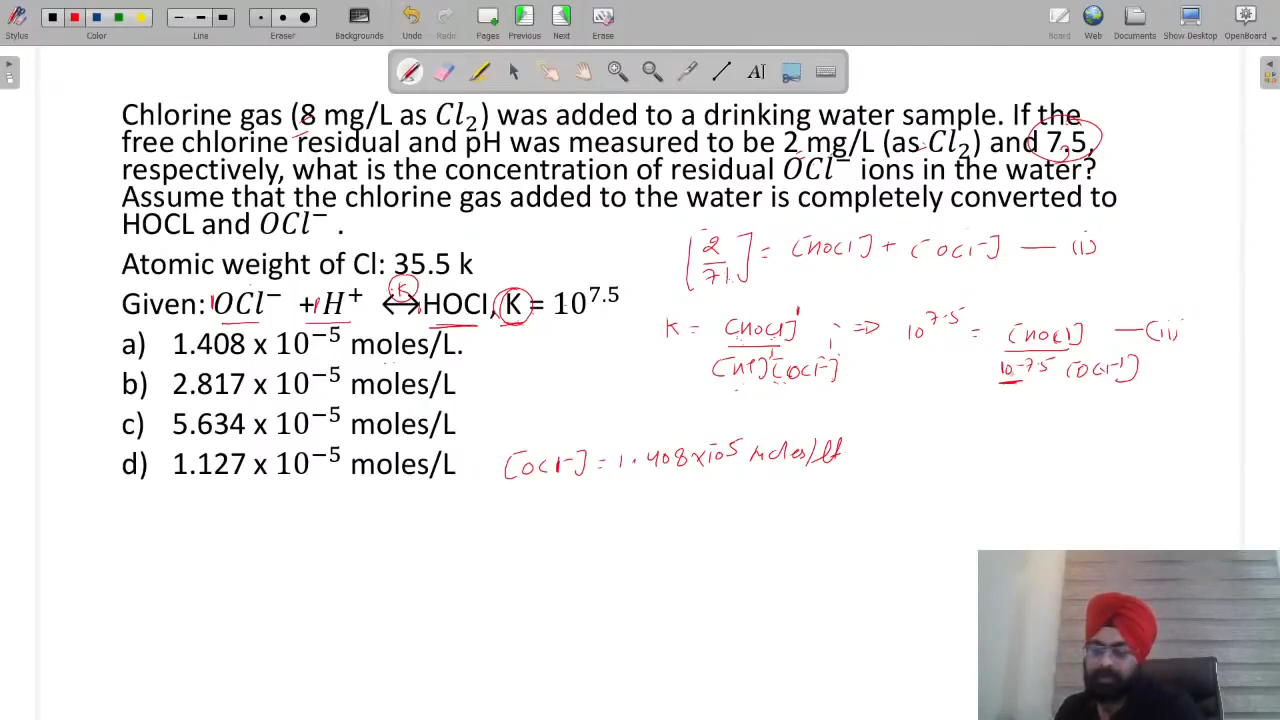 Stylus
Color
Line
Eraser
Backgrounds
Undo
Redo
Pages
Previous
Next
Erase
Board
Web
Documents
Show Desktop
OpenBoard
Chlorine gas (8 mg/L as Cl₂) was added to a drinking water sample. If the
free chlorine residual and pH was measured to be 2 mg/L (as Cl₂) and 7.5,
respectively, what is the concentration of residual OCl⁻ ions in the water?
Assume that the chlorine gas added to the water is completely converted to
HOCL and OCl⁻ .
[2/71] = [HOCl] + [OCl⁻] — (i)
Atomic weight of Cl: 35.5 k
K
Given: OCl⁻ + H⁺ ↔ HOCl, K = 10^7.5
K = [HOCl]¹ / [H⁺]¹[OCl⁻]¹ ⇒ 10^7.5 = [HOCl] / 10^-7.5 [OCl⁻] — (ii)
a) 1.408 x 10⁻⁵ moles/L.
b) 2.817 x 10⁻⁵ moles/L
c) 5.634 x 10⁻⁵ moles/L
d) 1.127 x 10⁻⁵ moles/L
[OCl⁻] = 1.408 x 10⁻⁵ moles/lt